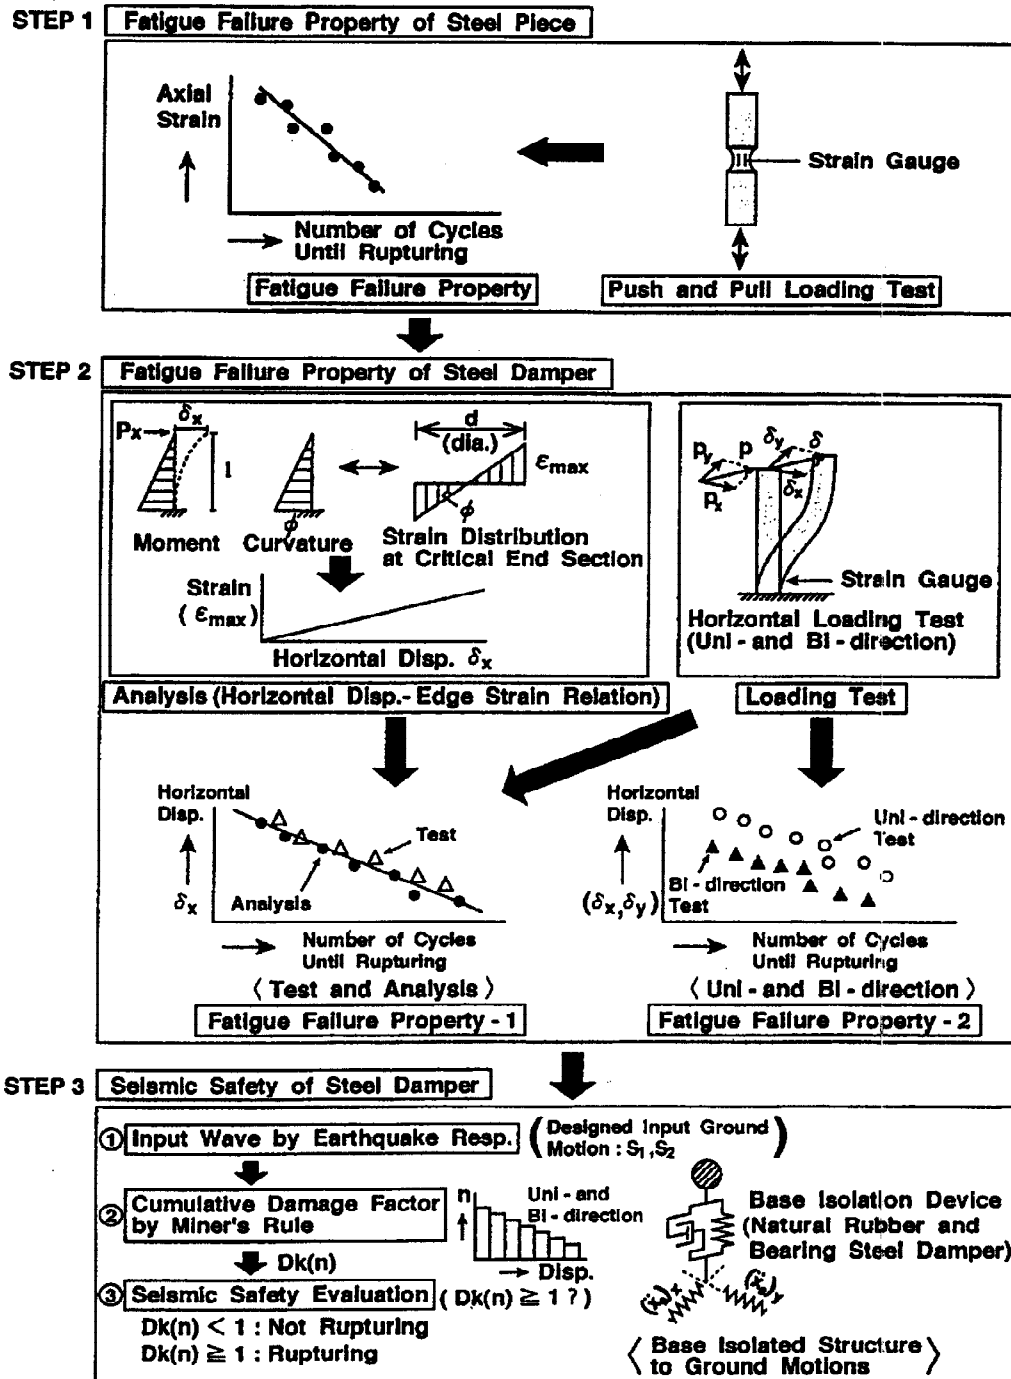 STEP 1 Fatigue Failure Property of Steel Piece
Axial
Strain
Strain Gauge
Number of Cycles
Until Rupturing
Fatigue Failure Property
Push and Pull Loading Test
STEP 2 Fatigue Failure Property of Steel Damper
Px
δx
l
Moment
ϕ
Curvature
d
(dia.)
εmax
ϕ
Strain Distribution
at Critical End Section
Strain
(εmax)
Horizontal Disp. δx
Py P δy δ
Px δx
Strain Gauge
Horizontal Loading Test
(Uni-and Bi-direction)
Analysis (Horizontal Disp.-Edge Strain Relation)
Loading Test
Horizontal
Disp.
δx
Test
Analysis
Number of Cycles
Until Rupturing
〈Test and Analysis〉
Fatigue Failure Property-1
Horizontal
Disp.
(δx,δy)
Uni-direction
Test
Bi-direction
Test
Number of Cycles
Until Rupturing
〈Uni-and Bi-direction〉
Fatigue Failure Property-2
STEP 3 Seismic Safety of Steel Damper
① Input Wave by Earthquake Resp. (Designed Input Ground
Motion : S1,S2)
② Cumulative Damage Factor
by Miner's Rule
n
Uni-and
Bi-direction
Disp.
Dk(n)
③ Seismic Safety Evaluation (Dk(n) ≧ 1 ?)
Dk(n) < 1 : Not Rupturing
Dk(n) ≧ 1 : Rupturing
Base Isolation Device
(Natural Rubber and
Bearing Steel Damper)
(ẍ₀)x (ẍ₀)y
〈Base Isolated Structure
to Ground Motions〉